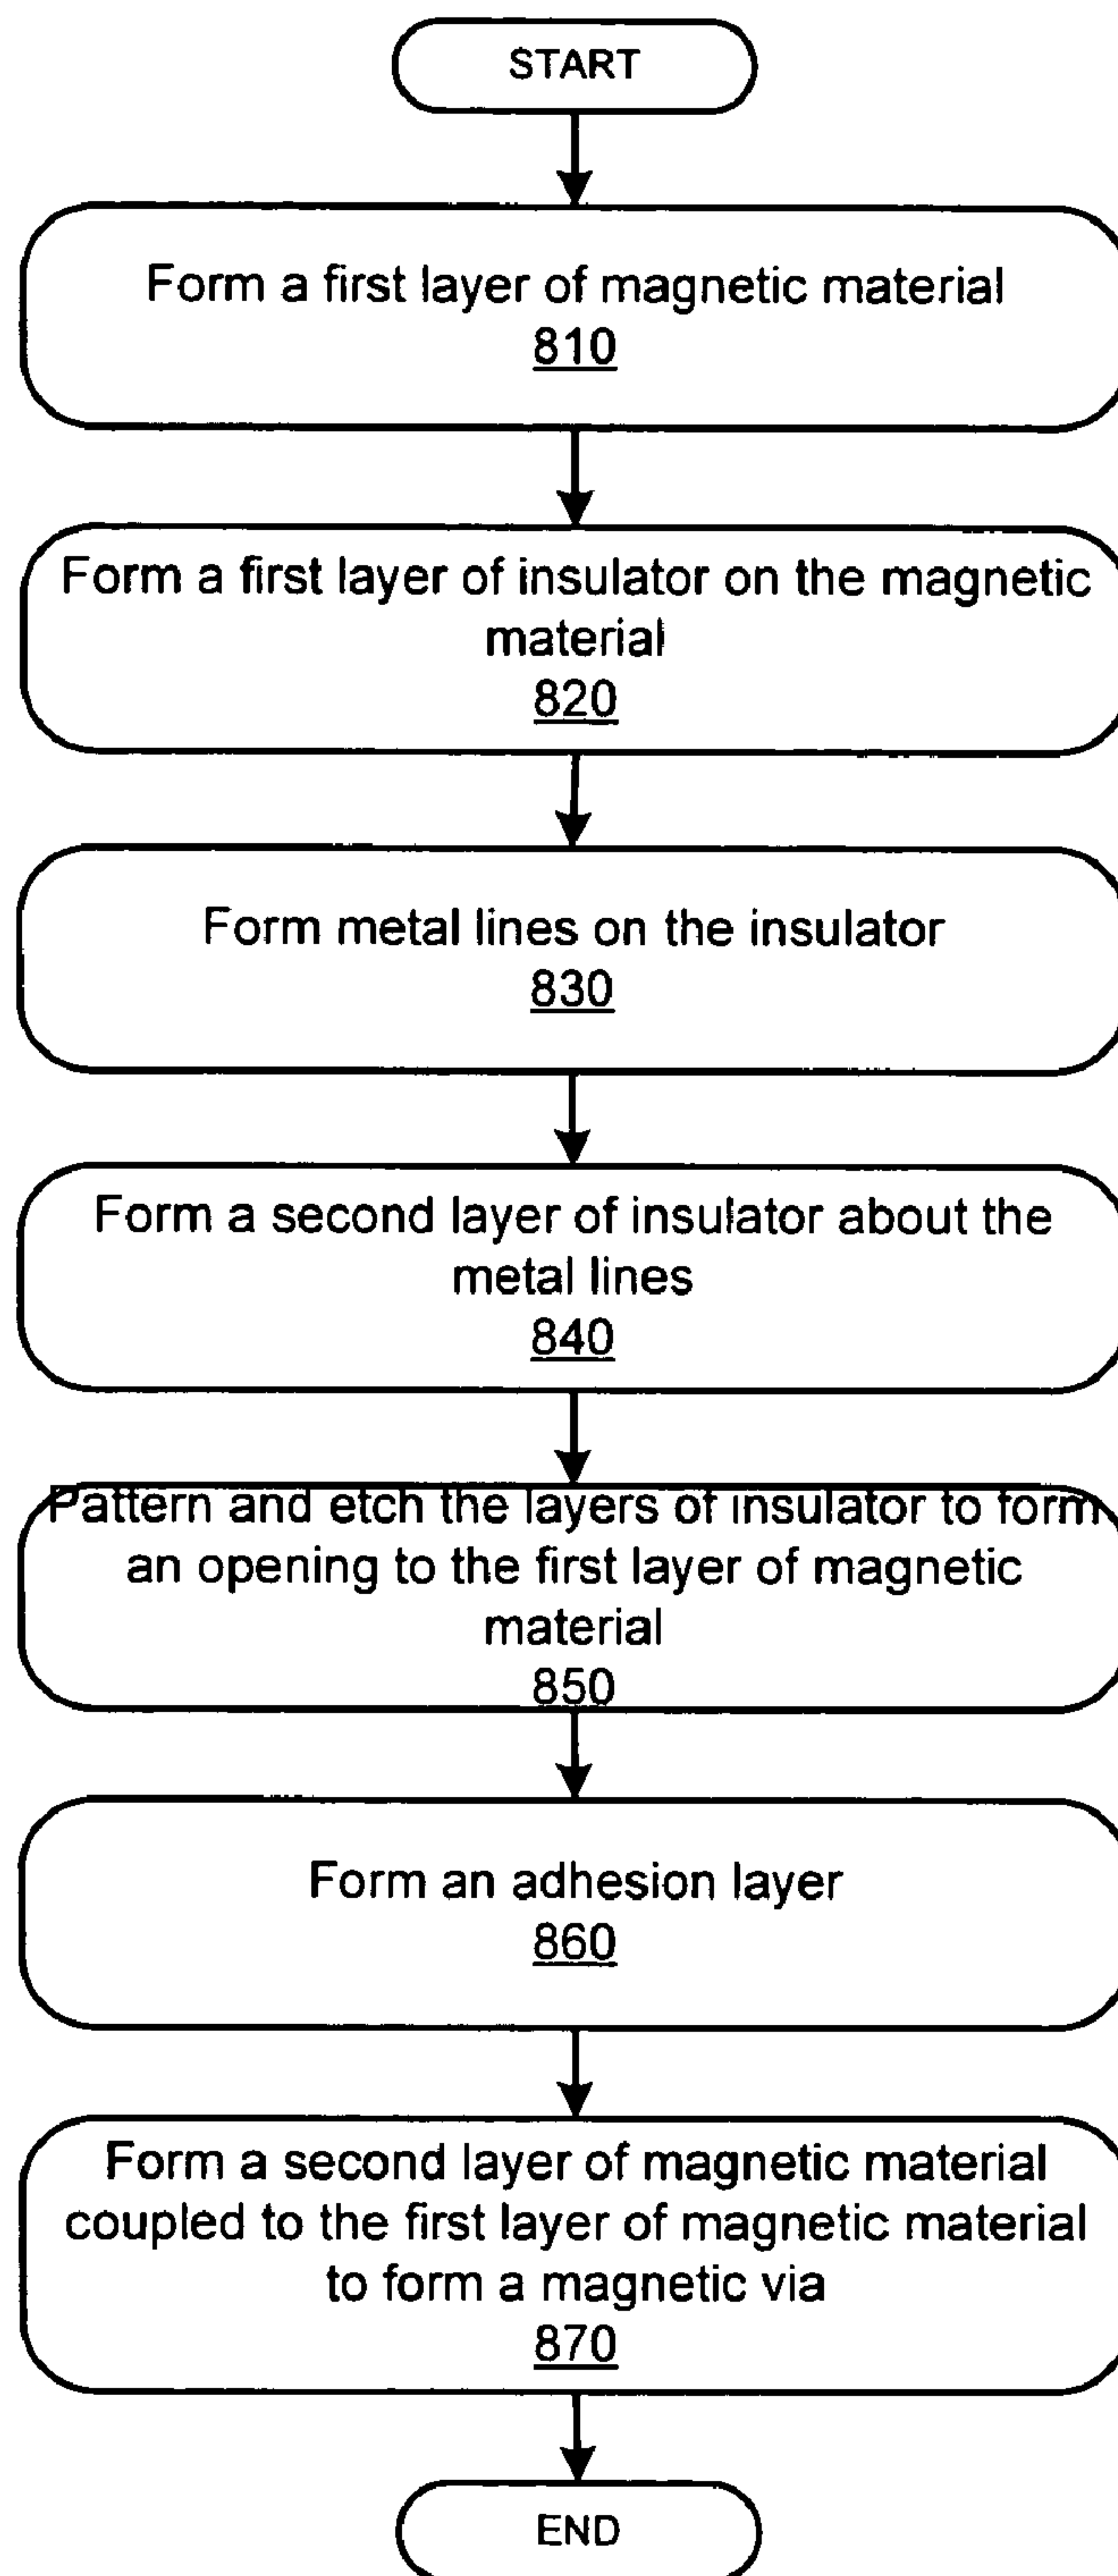 START
Form a first layer of magnetic material
810
Form a first layer of insulator on the magnetic
material
820
Form metal lines on the insulator
830
Form a second layer of insulator about the
metal lines
840
Pattern and etch the layers of insulator to form
an opening to the first layer of magnetic
material
850
Form an adhesion layer
860
Form a second layer of magnetic material
coupled to the first layer of magnetic material
to form a magnetic via
870
END